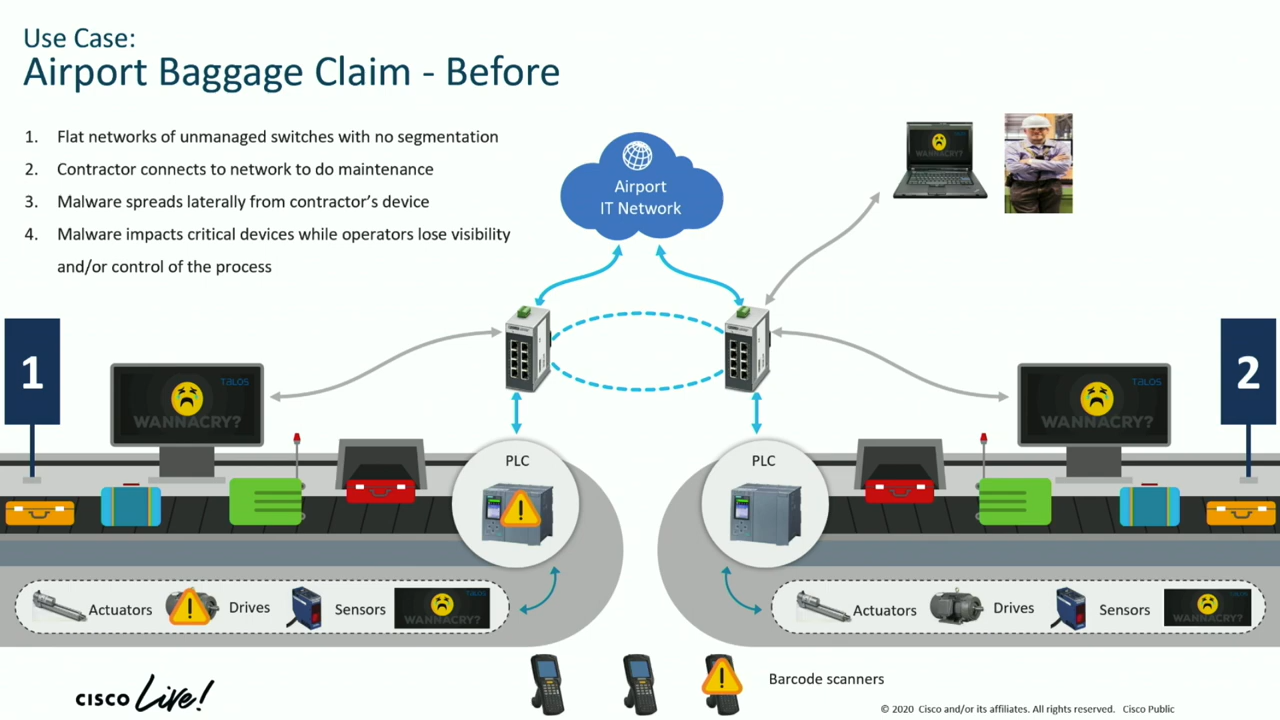 Use Case:
Airport Baggage Claim - Before
1. Flat networks of unmanaged switches with no segmentation
2. Contractor connects to network to do maintenance
3. Malware spreads laterally from contractor's device
4. Malware impacts critical devices while operators lose visibility
and/or control of the process
Airport
IT Network
WANNACRY?
1
TALOS
WANNACRY?
2
TALOS
WANNACRY?
PLC
PLC
Actuators
Drives
Sensors
WANNACRY?
Actuators
Drives
Sensors
WANNACRY?
Barcode scanners
CISCO Live!
© 2020 Cisco and/or its affiliates. All rights reserved. Cisco Public